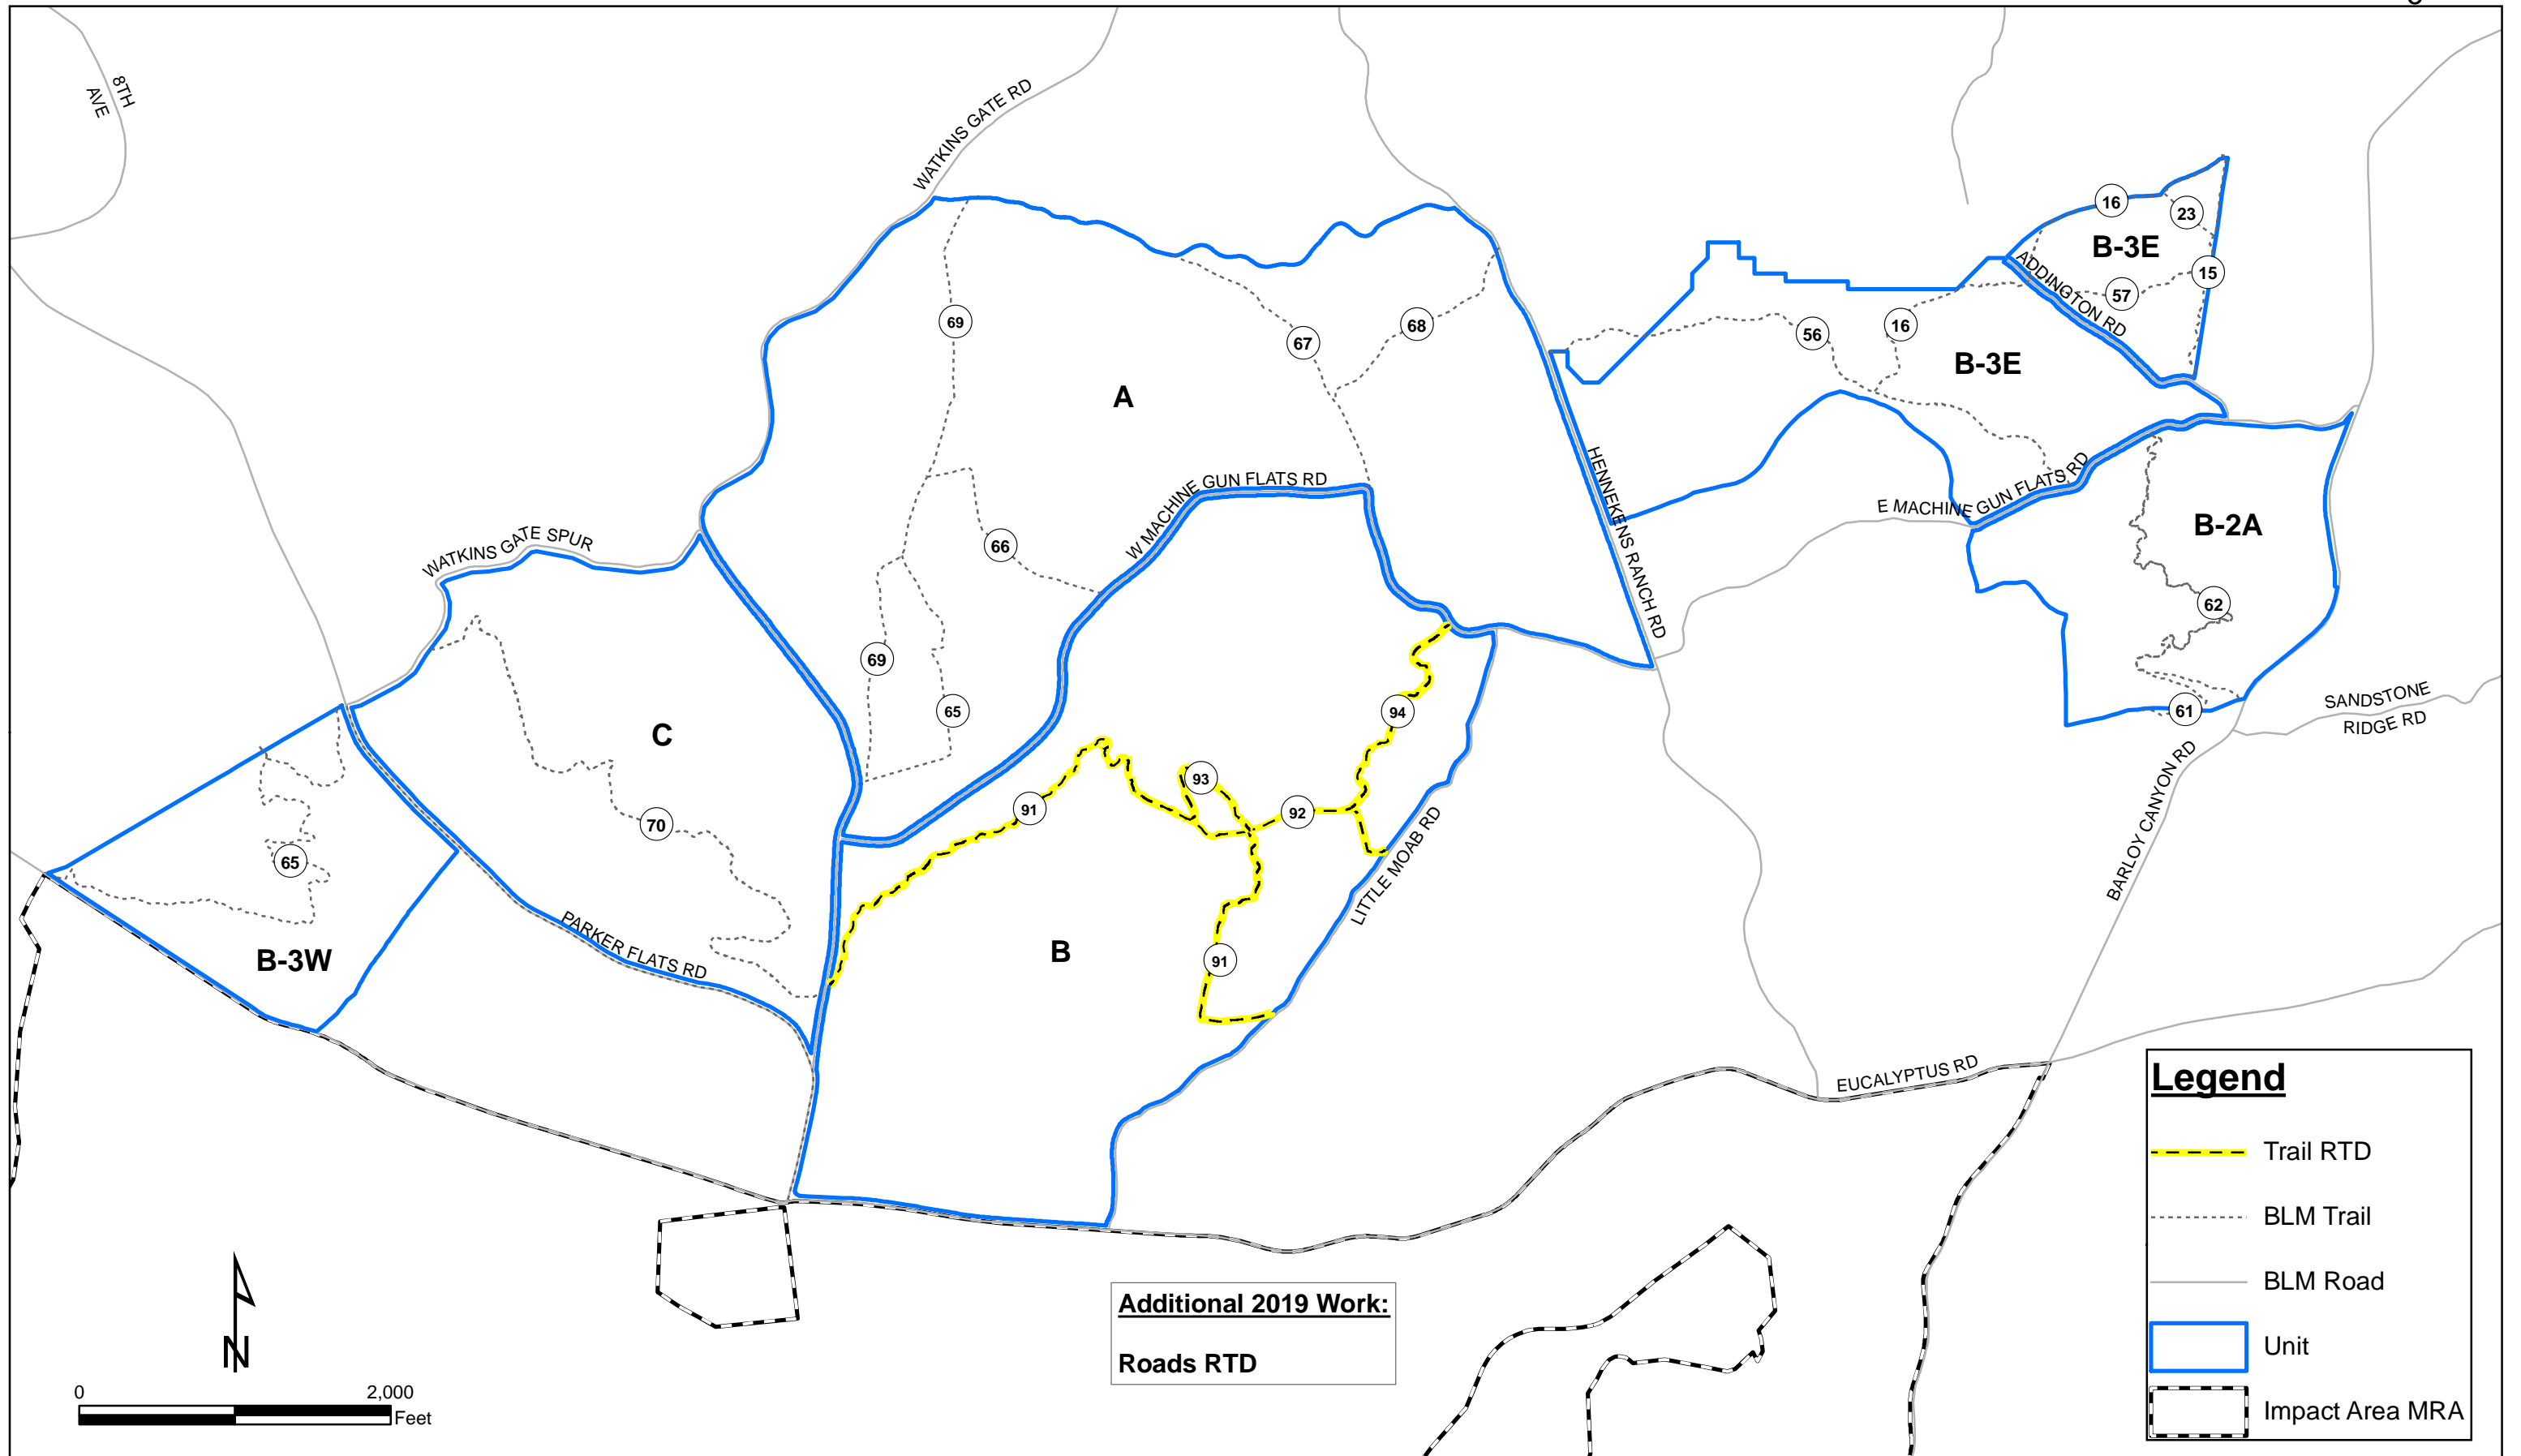 8TH
AVE
WATKINS GATE RD
16
23
B-3E
ADDINGTON RD
15
57
69
67
68
56
16
B-3E
A
HENNEKENS RANCH RD
W MACHINE GUN FLATS RD
E MACHINE GUN FLATS RD
B-2A
WATKINS GATE SPUR
66
62
69
65
94
61
SANDSTONE
RIDGE RD
C
93
91
92
70
LITTLE MOAB RD
BARLOY CANYON RD
65
PARKER FLATS RD
B-3W
B
91
EUCALYPTUS RD
Legend
Trail RTD
BLM Trail
BLM Road
Unit
Impact Area MRA
Additional 2019 Work:
Roads RTD
N
0 2,000
Feet